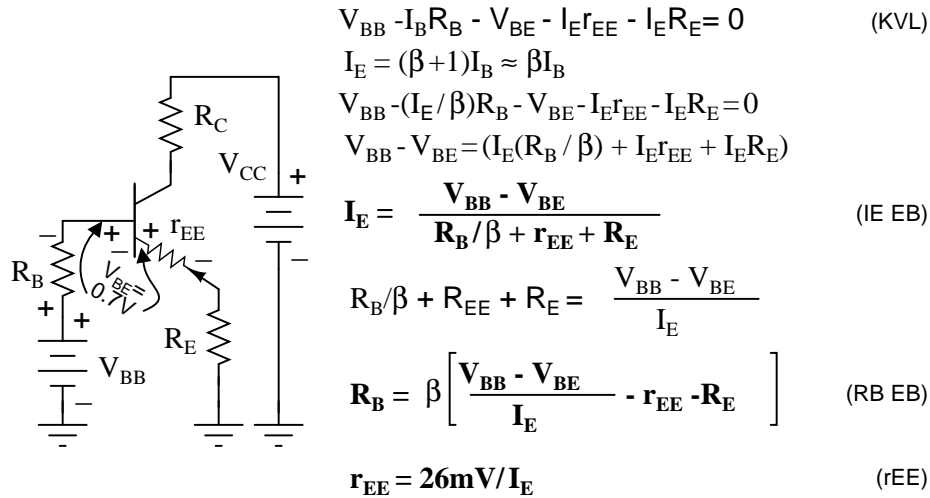 V_BB - I_B R_B - V_BE - I_E r_EE - I_E R_E = 0 (KVL)
I_E = (β+1)I_B ≈ βI_B
V_BB - (I_E/β)R_B - V_BE - I_E r_EE - I_E R_E = 0
V_BB - V_BE = (I_E(R_B/β) + I_E r_EE + I_E R_E)
I_E = (V_BB - V_BE) / (R_B/β + r_EE + R_E) (IE EB)
R_B/β + R_EE + R_E = (V_BB - V_BE) / I_E
R_B = β[(V_BB - V_BE) / I_E - r_EE - R_E] (RB EB)
r_EE = 26mV/I_E (rEE)
R_C
V_CC
+
−
+
+
−
r_EE
−
R_B
+
+
V_BE =
0.7V
R_E
V_BB
−